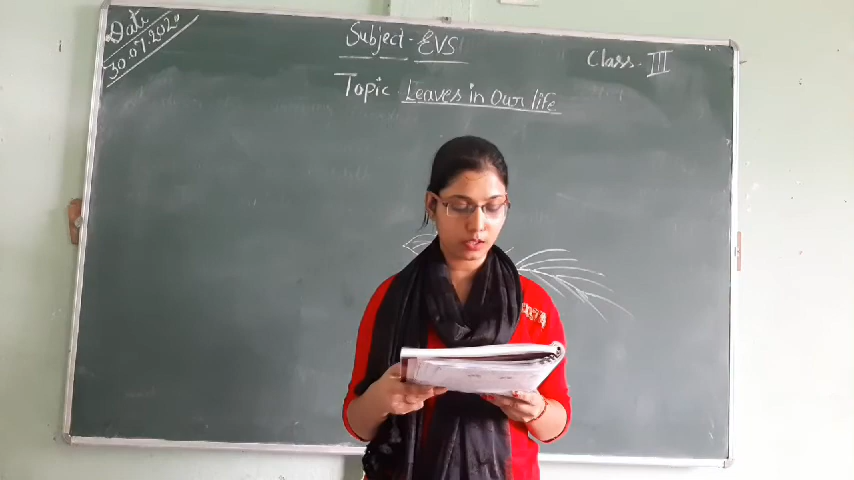 Date
30.07.2020
Subject - EVS
Class - III
Topic - Leaves in Our life